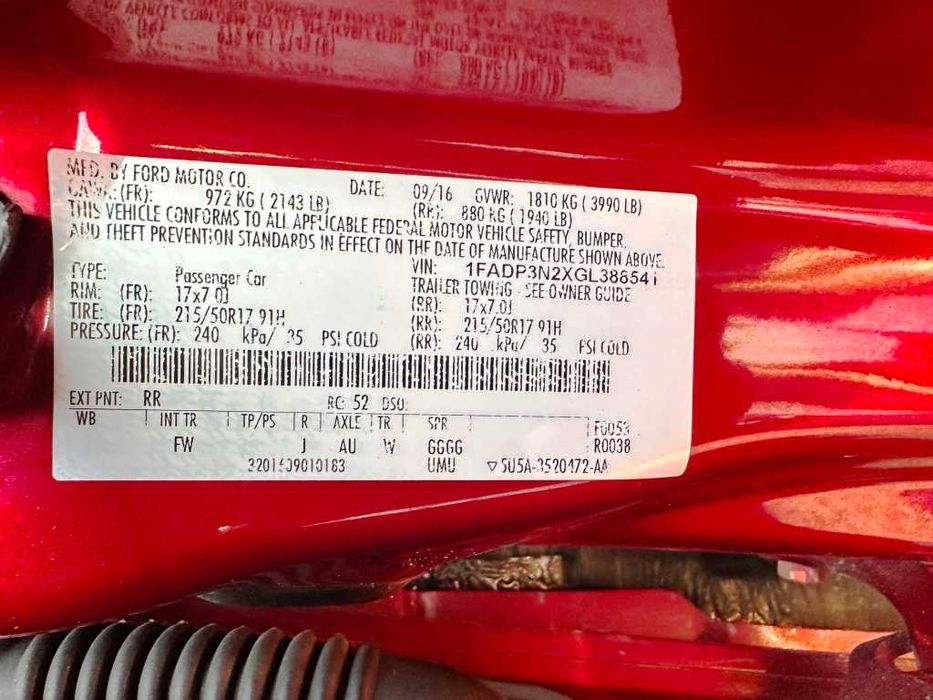 MFD. BY FORD MOTOR CO.
DATE: 09/16 GVWR: 1810 KG ( 3990 LB)
(FR): 972 KG ( 2143 LB) (RR): 880 KG ( 1940 LB)
THIS VEHICLE CONFORMS TO ALL APPLICABLE FEDERAL MOTOR VEHICLE SAFETY, BUMPER,
AND THEFT PREVENTION STANDARDS IN EFFECT ON THE DATE OF MANUFACTURE SHOWN ABOVE.
VIN:
TYPE: Passenger Car TRAILER TOWING - SEE OWNER GUIDE
RIM: (FR): 17x7.0J (RR): 17x7.0J
TIRE: (FR): 215/50R17 91H (RR): 215/50R17 91H
PRESSURE: (FR): 240 kPa/ 35 PSI COLD (RR): 240 kPa/ 35 PSI COLD
EXT PNT: RR RC: 52 DSO:
WB INT TR TP/PS R AXLE TR SPR F0053
FW J AU W GGGG R0038
UMU